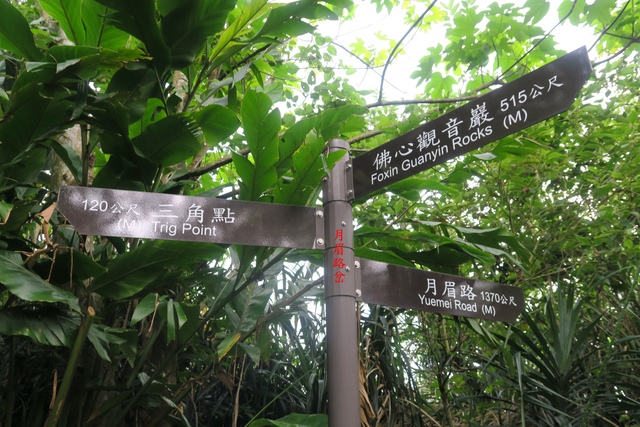 佛心觀音巖 515公尺
Foxin Guanyin Rocks (M)
120公尺 三角點
(M) Trig Point
月眉路岔
月眉路 1370公尺
Yuemei Road (M)